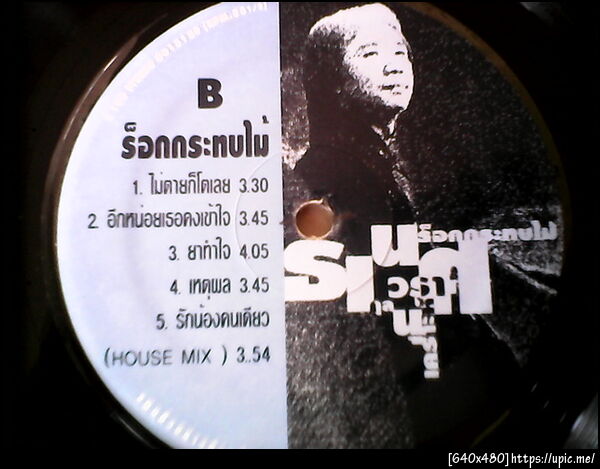 B
ร็อกกระทบไม้
1. ไม่ตายก็โตเลย 3.30
2. อีกหน่อยเธอคงเข้าใจ 3.45
3. ยาทำใจ 4.05
4. เหตุผล 3.45
5. รักน้องคนเดียว
(HOUSE MIX ) 3..54
ร็อกกระทบไม้
[640x480]https://upic.me/